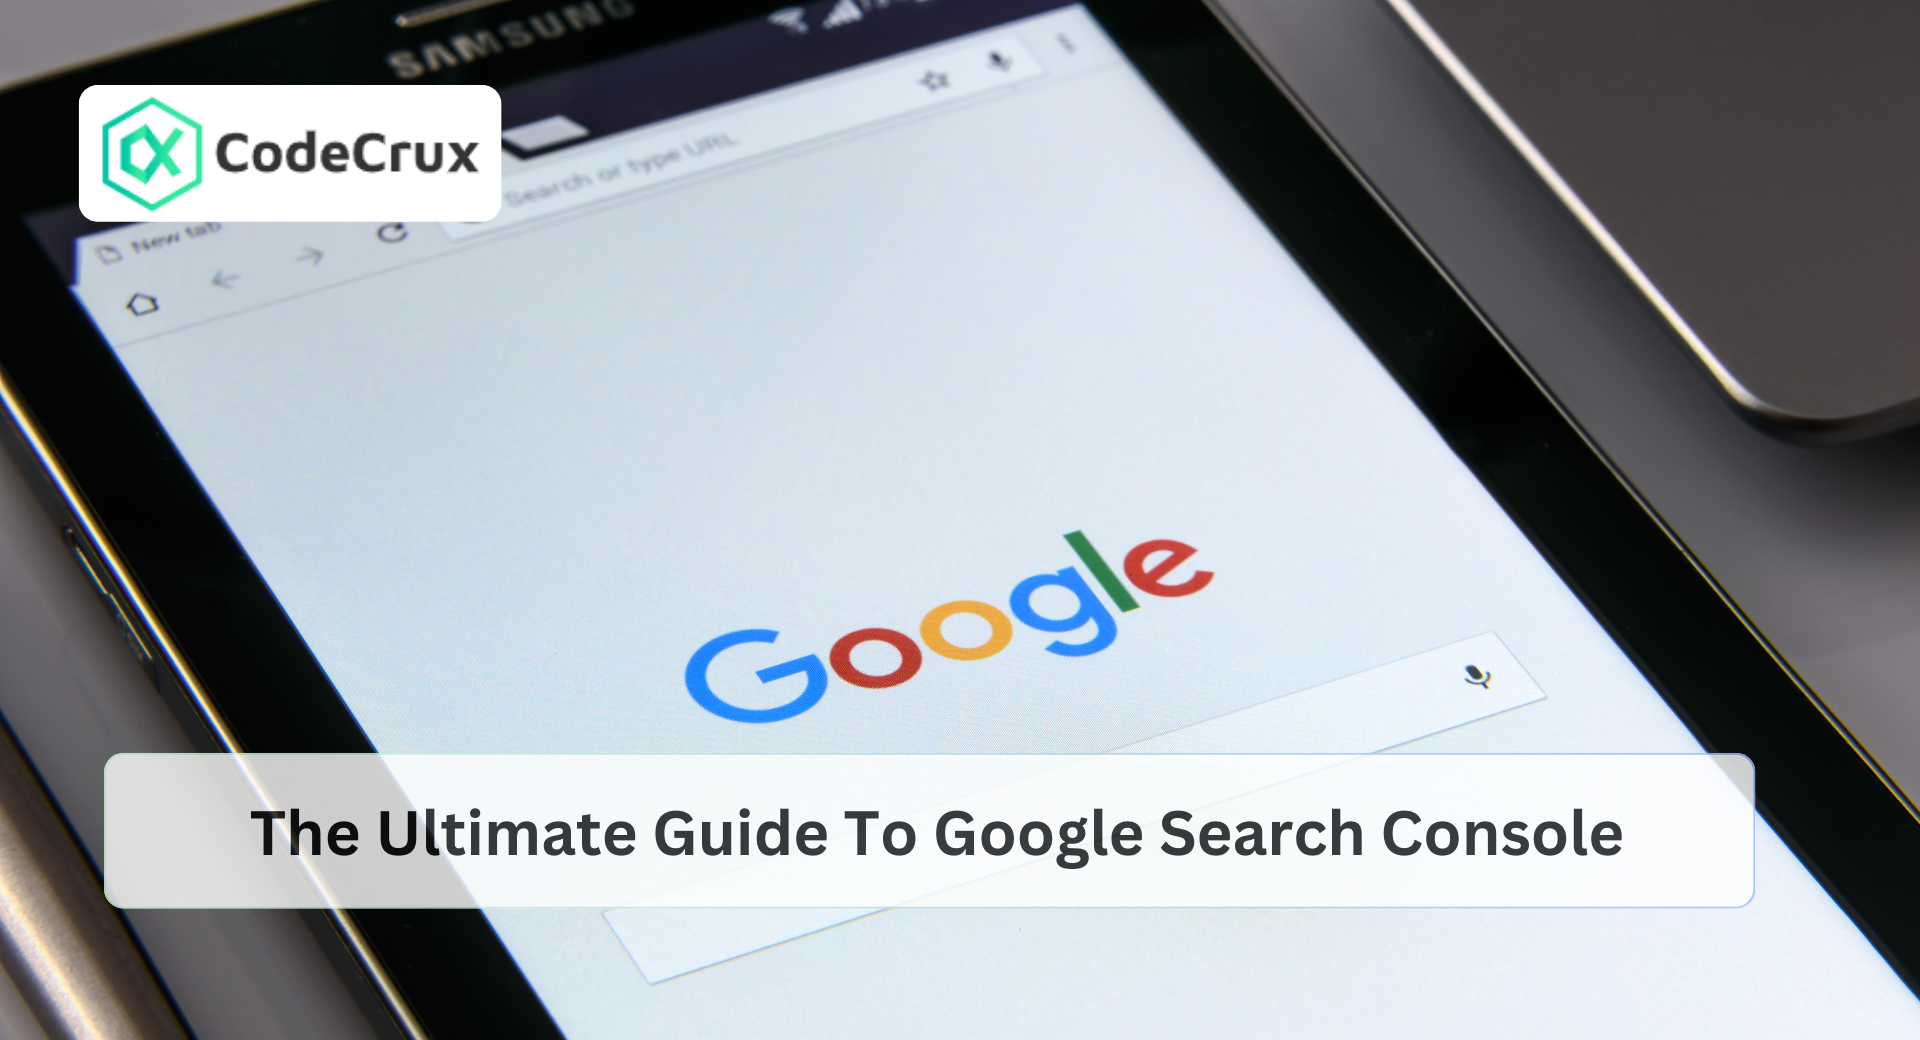 SAMSUNG
CodeCrux
Search or type URL
New tab
Google
The Ultimate Guide To Google Search Console